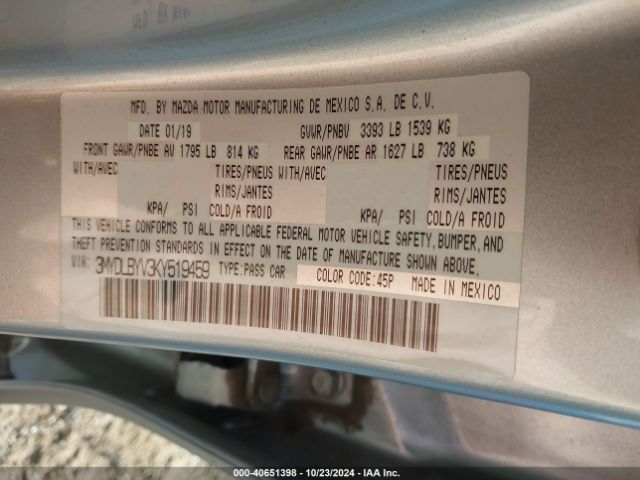 MFD. BY MAZDA MOTOR MANUFACTURING DE MEXICO S.A. DE C.V.
DATE 01/19 GVWR/PNBV 3393 LB 1539 KG
FRONT GAWR/PNBE AV 1795 LB 814 KG REAR GAWR/PNBE AR 1627 LB 738 KG
WITH/AVEC TIRES/PNEUS WITH/AVEC TIRES/PNEUS
RIMS/JANTES RIMS/JANTES
KPA/ PSI COLD/A FROID KPA/ PSI COLD/A FROID
THIS VEHICLE CONFORMS TO ALL APPLICABLE FEDERAL MOTOR VEHICLE SAFETY, BUMPER, AND
THEFT PREVENTION STANDARDS IN EFFECT ON THE DATE OF MANUFACTURE SHOWN ABOVE.
VIN: 3MYDLBYV3KY519459 TYPE:PASS CAR COLOR CODE:45P MADE IN MEXICO
000-40651398 - 10/23/2024 - IAA Inc.